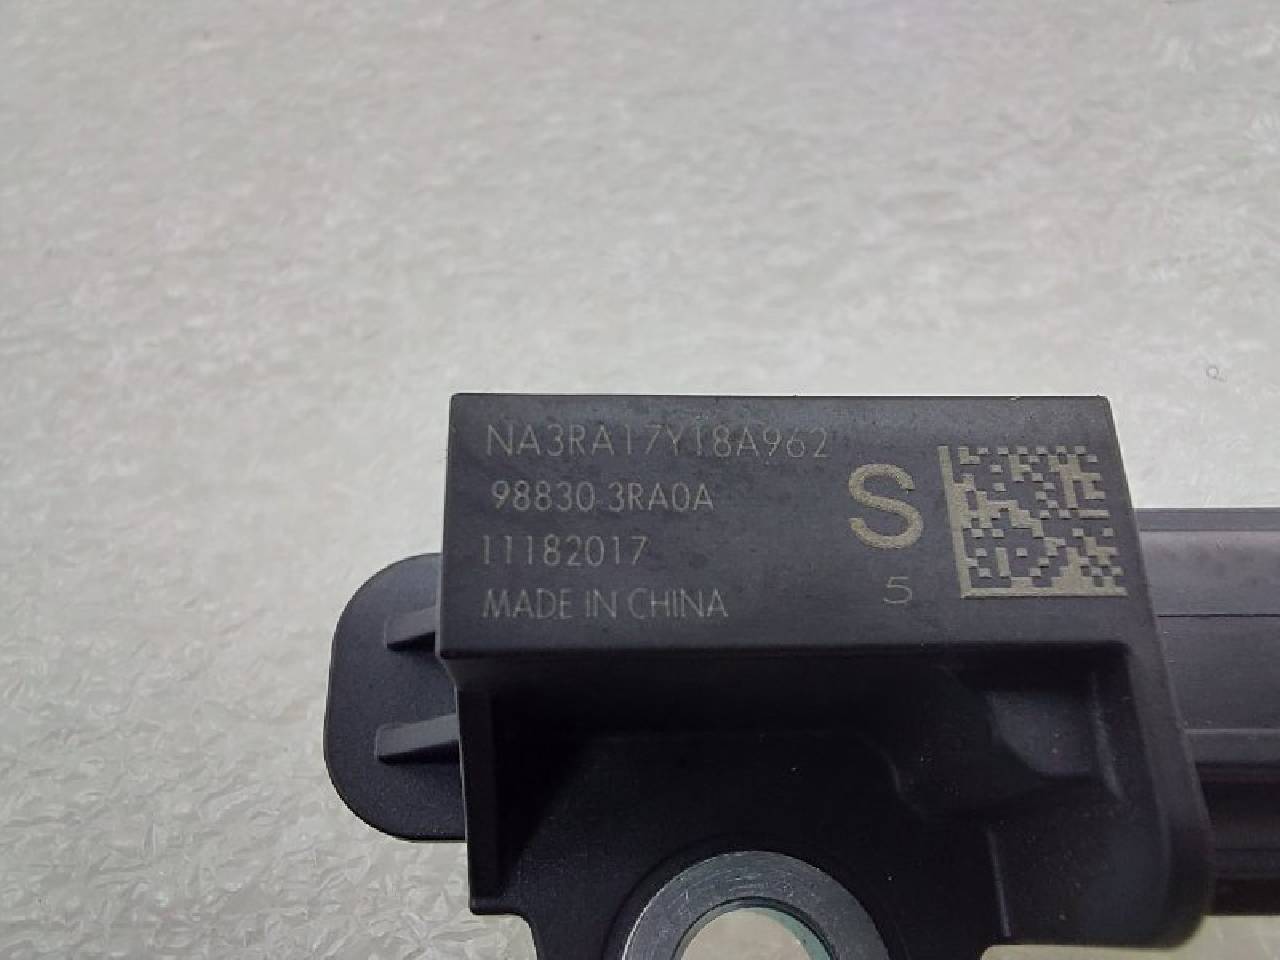 NA3RA17Y18A962
98830 3RA0A
11182017
MADE IN CHINA
S
5